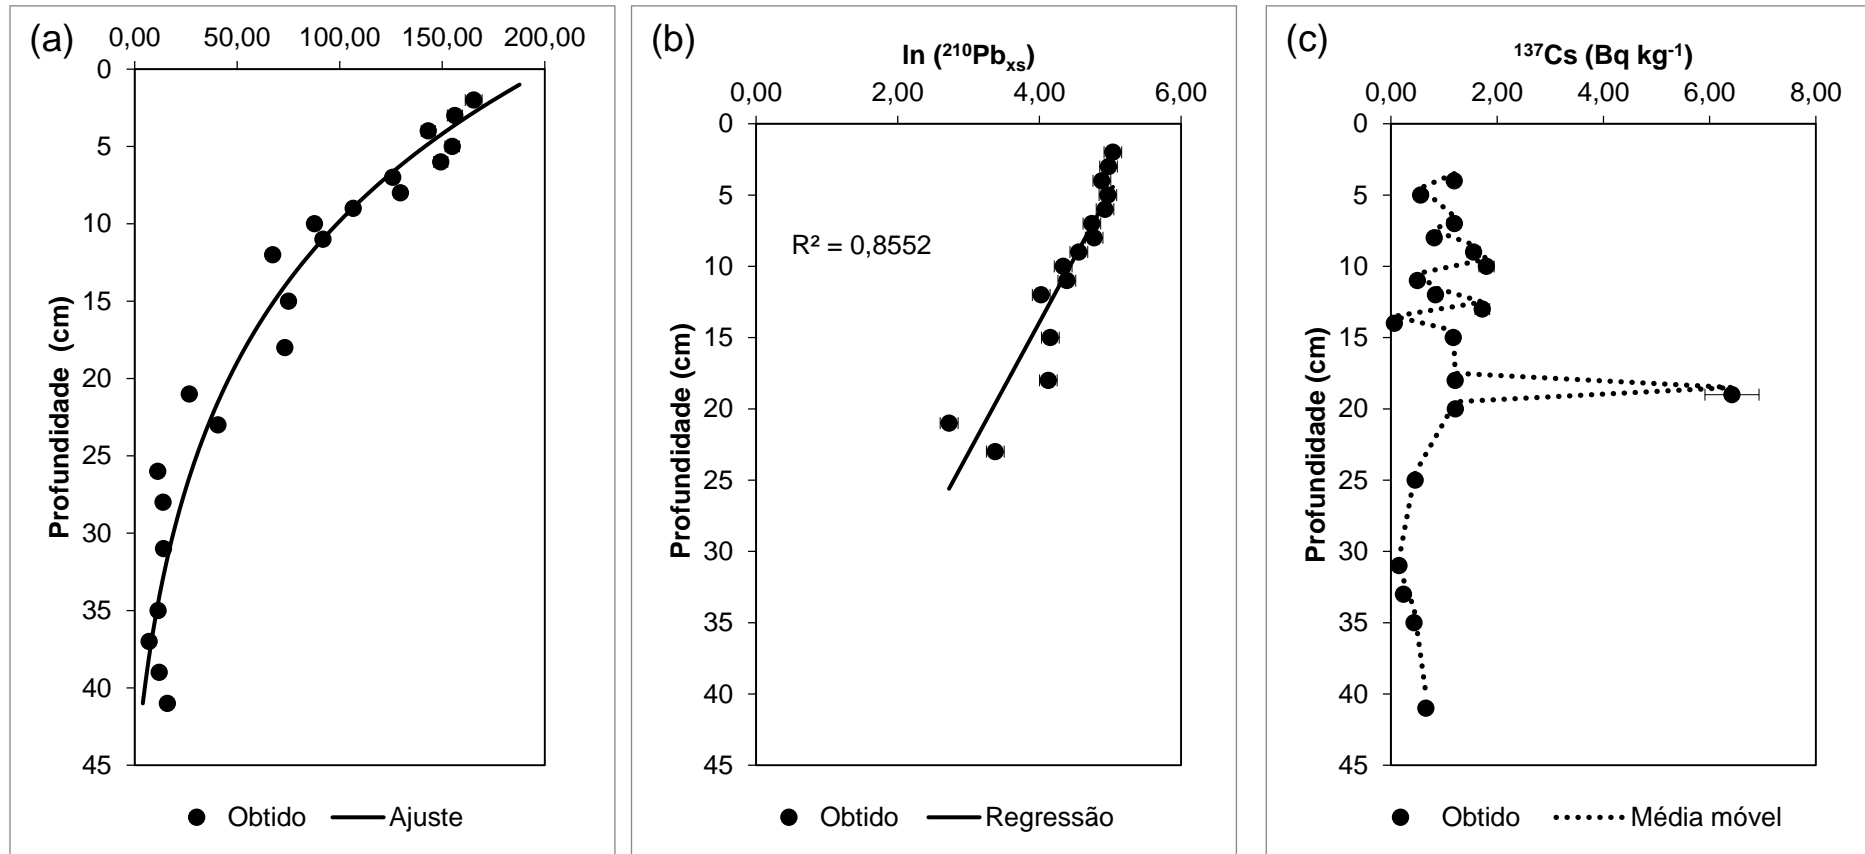 (a)
0,00 50,00 100,00 150,00 200,00
0
5
10
15
20
25
30
35
40
45
Profundidade (cm)
Obtido Ajuste
(b)
ln (²¹⁰Pbₓₛ)
0,00 2,00 4,00 6,00
0
5
10
15
20
25
30
35
40
45
R² = 0,8552
Profundidade (cm)
Obtido Regressão
(c)
¹³⁷Cs (Bq kg⁻¹)
0,00 2,00 4,00 6,00 8,00
0
5
10
15
20
25
30
35
40
45
Profundidade (cm)
Obtido Média móvel